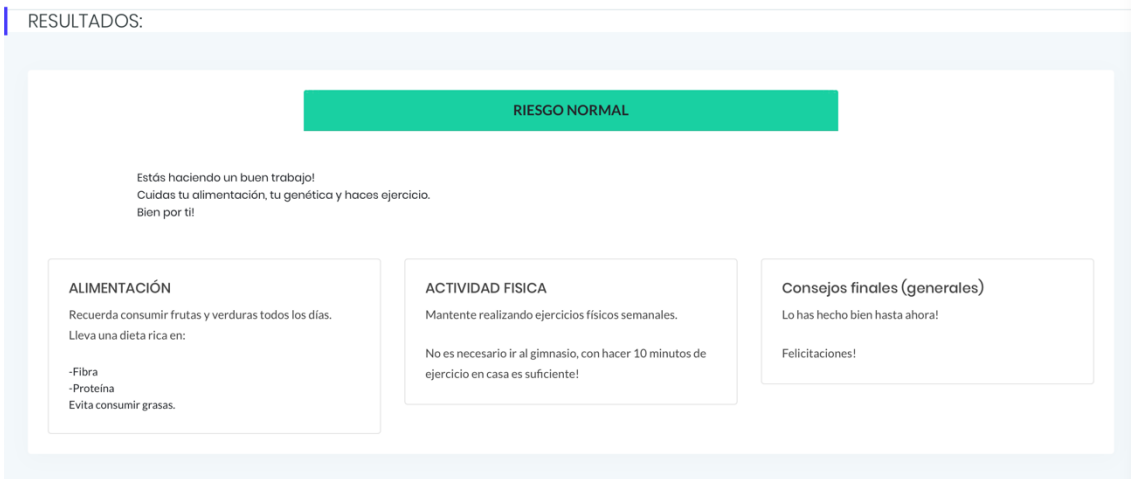 RESULTADOS:
RIESGO NORMAL
Estás haciendo un buen trabajo!
Cuidas tu alimentación, tu genética y haces ejercicio.
Bien por ti!
ALIMENTACIÓN
Recuerda consumir frutas y verduras todos los días.
Lleva una dieta rica en:
-Fibra
-Proteína
Evita consumir grasas.
ACTIVIDAD FISICA
Mantente realizando ejercicios físicos semanales.
No es necesario ir al gimnasio, con hacer 10 minutos de
ejercicio en casa es suficiente!
Consejos finales (generales)
Lo has hecho bien hasta ahora!
Felicitaciones!